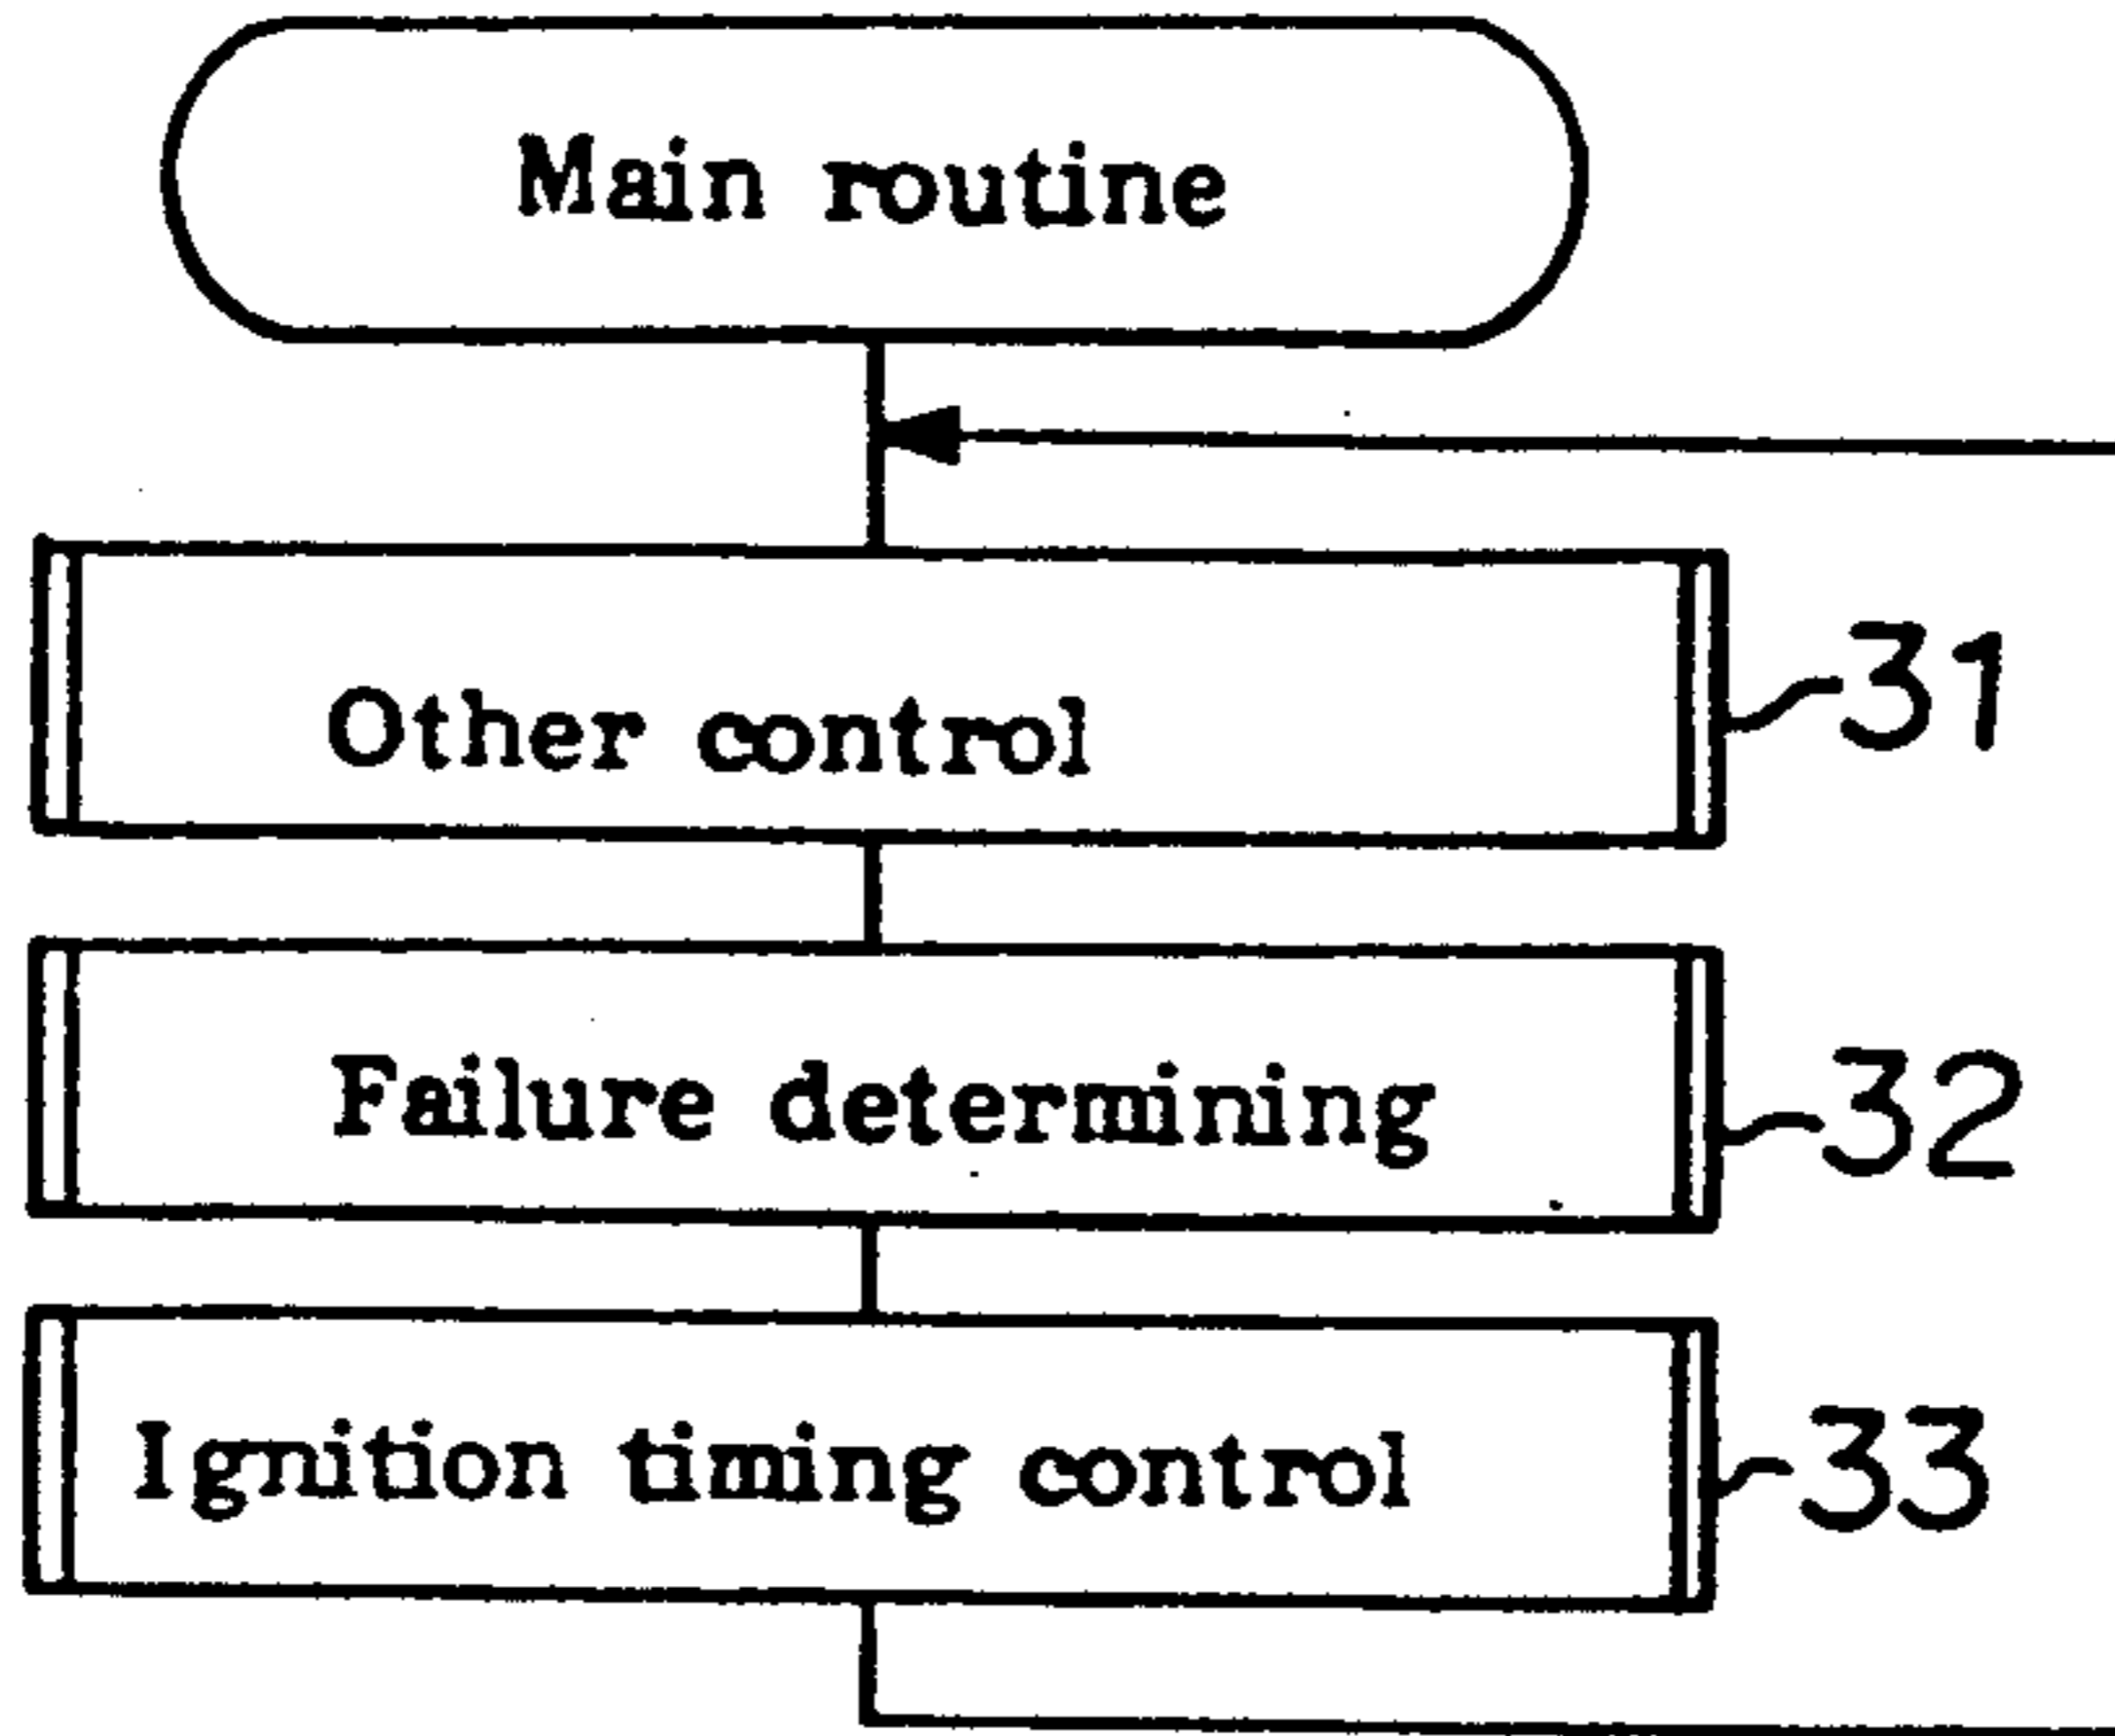 Main routine
Other control
31
Failure determining
32
Ignition timing control
33